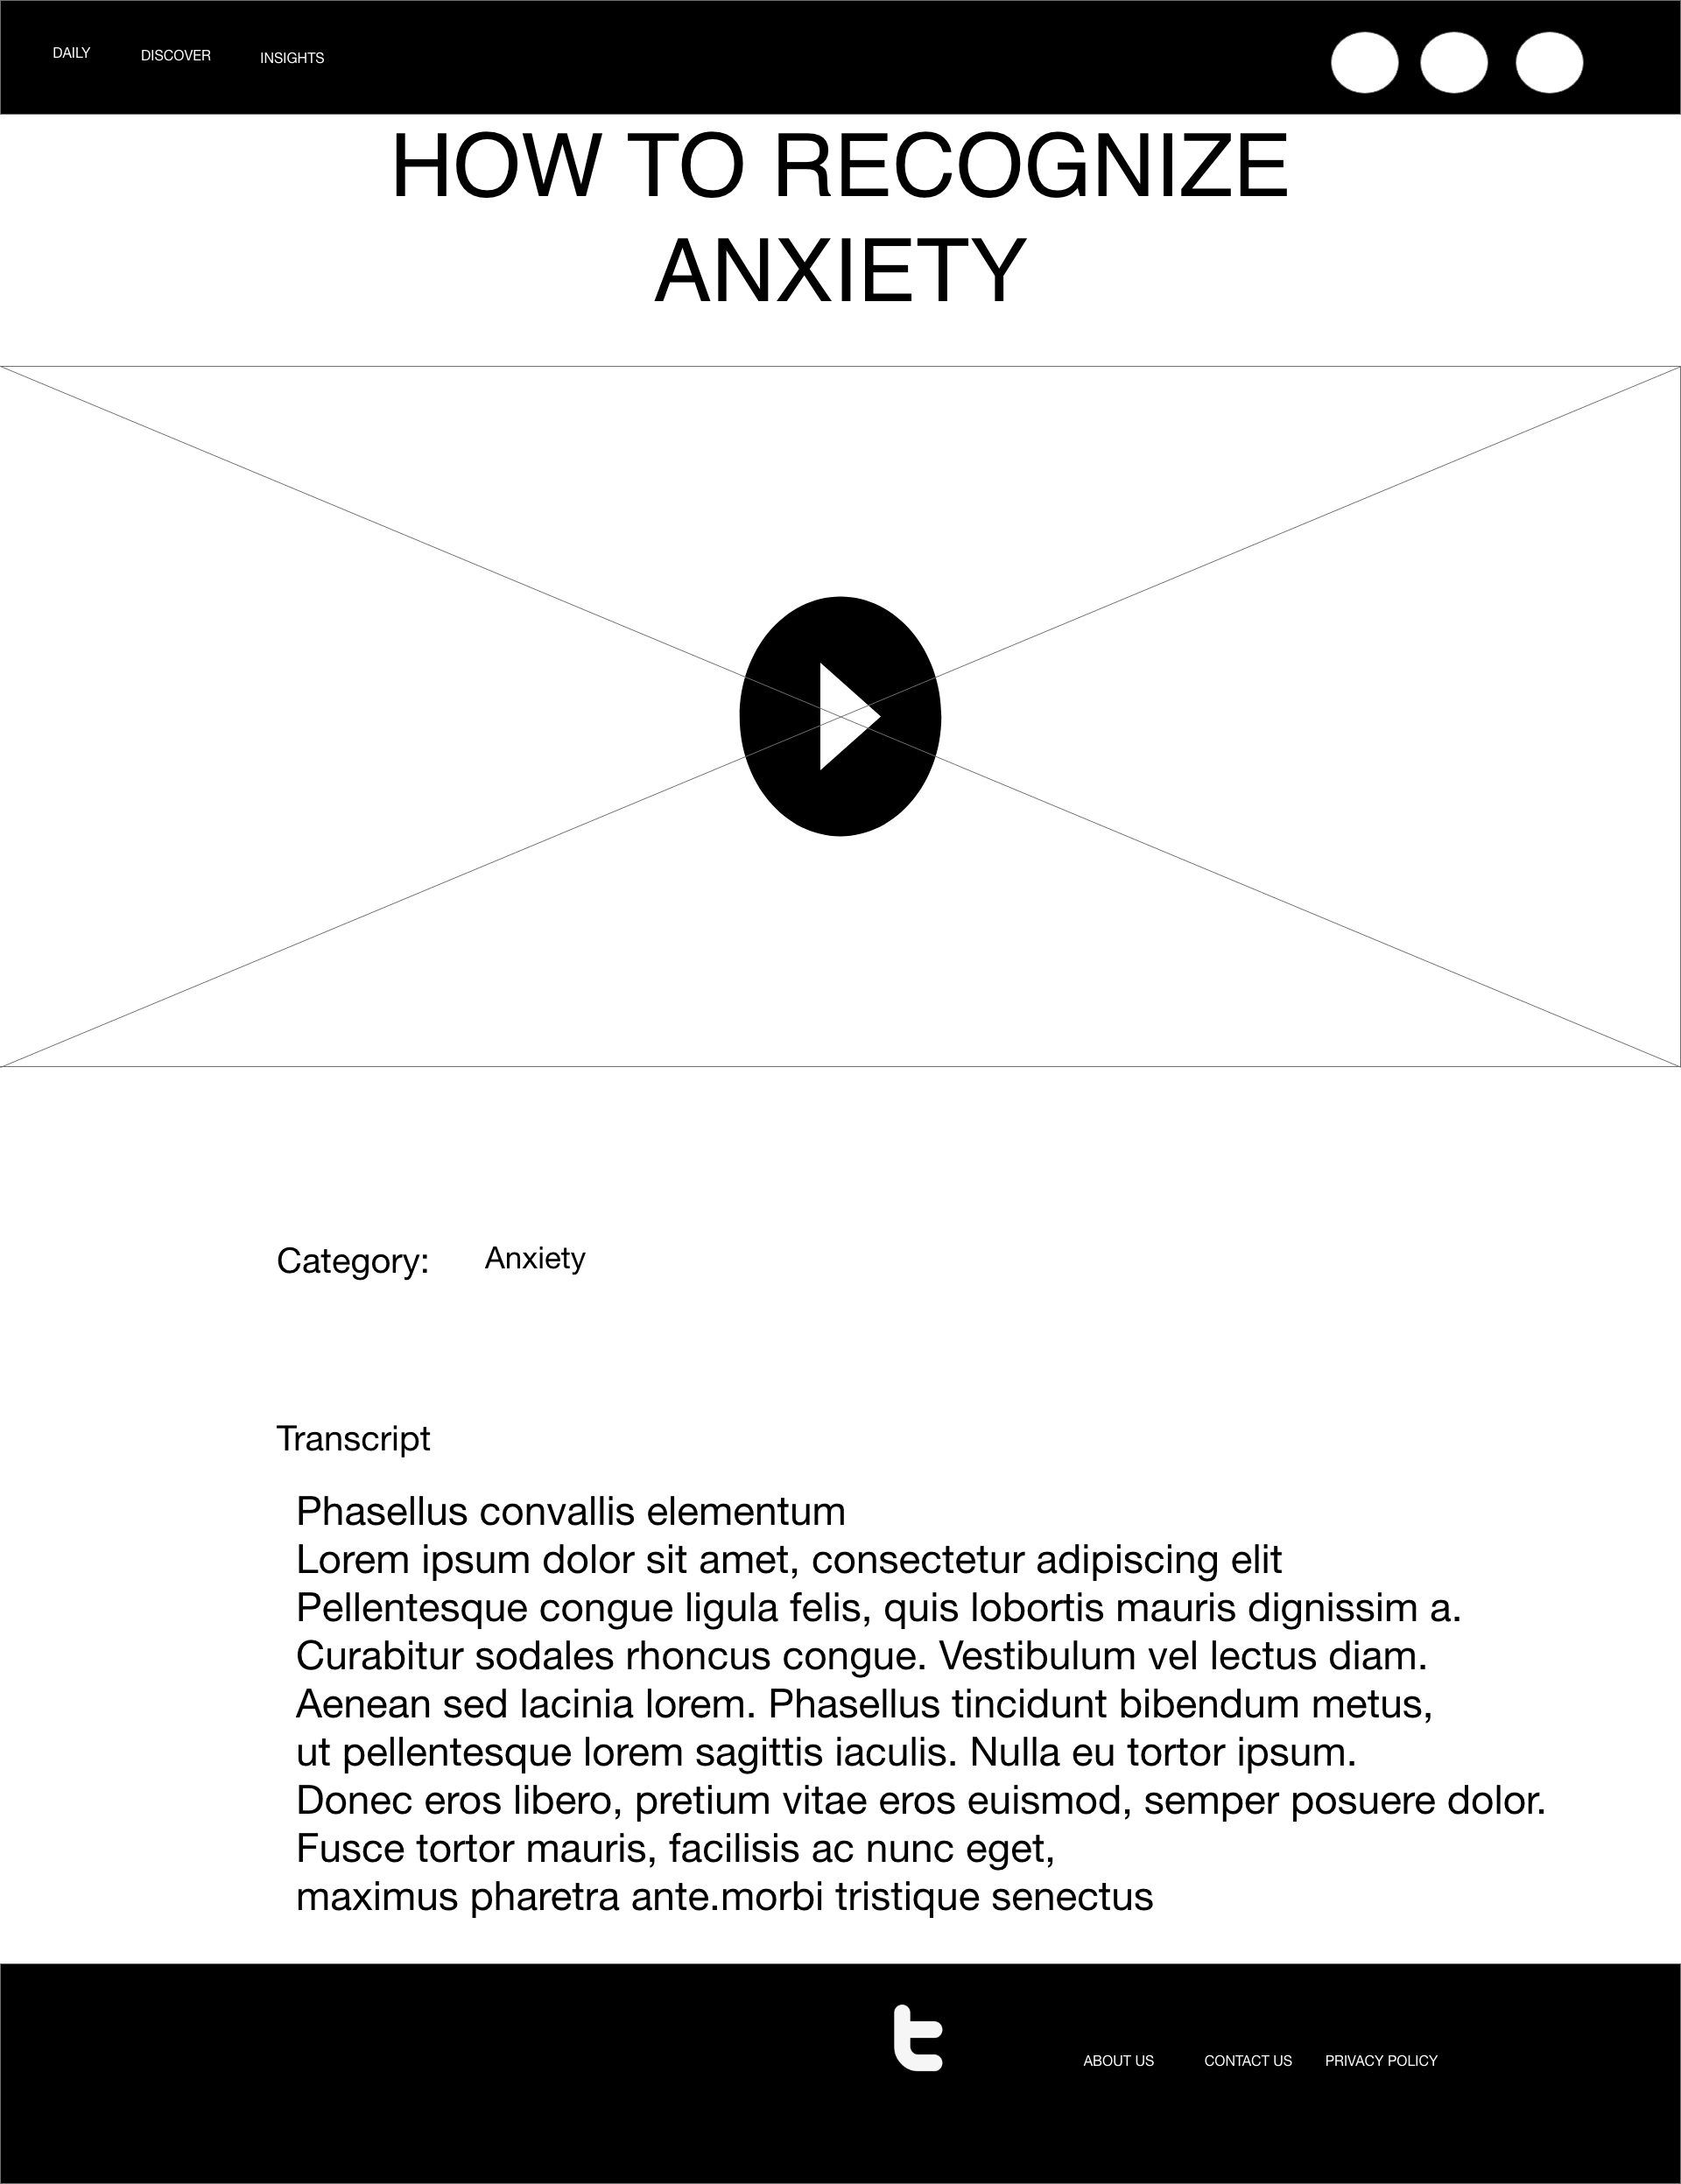 DAILY DISCOVER INSIGHTS
HOW TO RECOGNIZE
ANXIETY
Category: Anxiety
Transcript
Phasellus convallis elementum
Lorem ipsum dolor sit amet, consectetur adipiscing elit
Pellentesque congue ligula felis, quis lobortis mauris dignissim a.
Curabitur sodales rhoncus congue. Vestibulum vel lectus diam.
Aenean sed lacinia lorem. Phasellus tincidunt bibendum metus,
ut pellentesque lorem sagittis iaculis. Nulla eu tortor ipsum.
Donec eros libero, pretium vitae eros euismod, semper posuere dolor.
Fusce tortor mauris, facilisis ac nunc eget,
maximus pharetra ante.morbi tristique senectus
t
ABOUT US CONTACT US PRIVACY POLICY